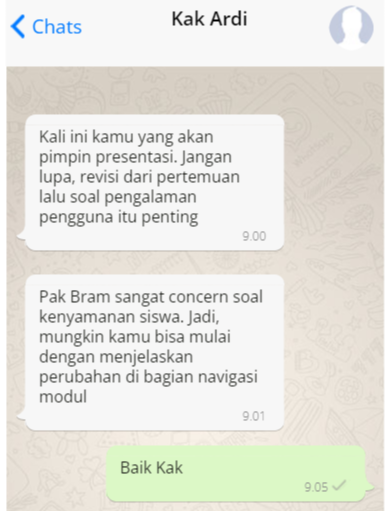 Chats
Kak Ardi
Kali ini kamu yang akan
pimpin presentasi. Jangan
lupa, revisi dari pertemuan
lalu soal pengalaman
pengguna itu penting
9.00
Pak Bram sangat concern soal
kenyamanan siswa. Jadi,
mungkin kamu bisa mulai
dengan menjelaskan
perubahan di bagian navigasi
modul
9.01
Baik Kak
9.05